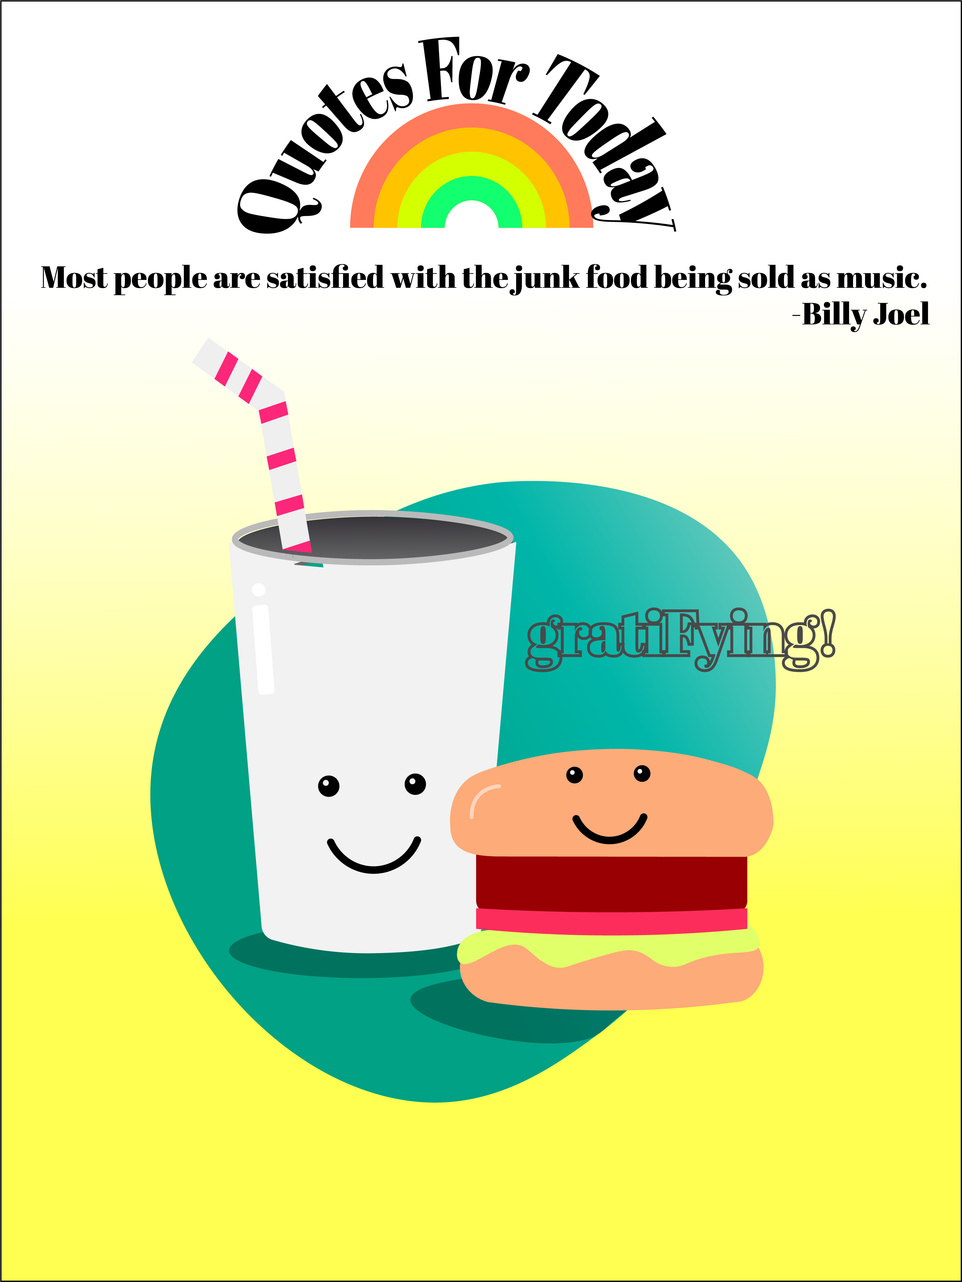 Quotes For Today
Most people are satisfied with the junk food being sold as music.
-Billy Joel
gratiFying!